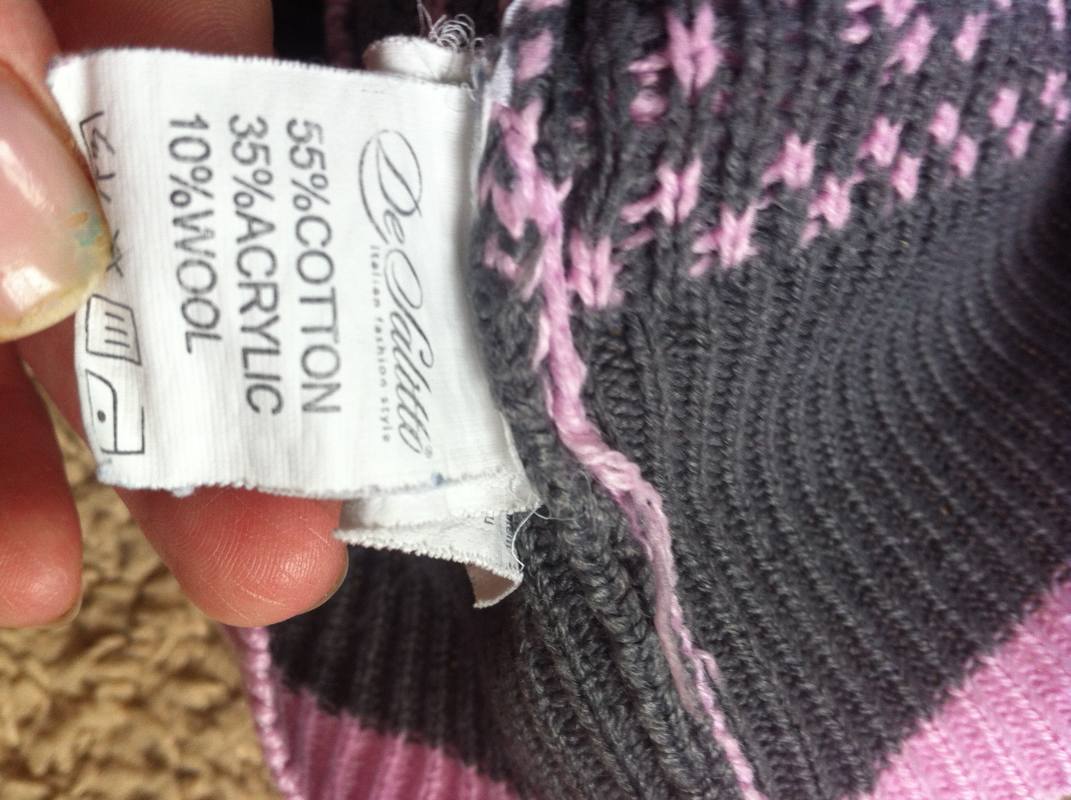 De Salitto®
italian fashion style
55%COTTON
35%ACRYLIC
10%WOOL